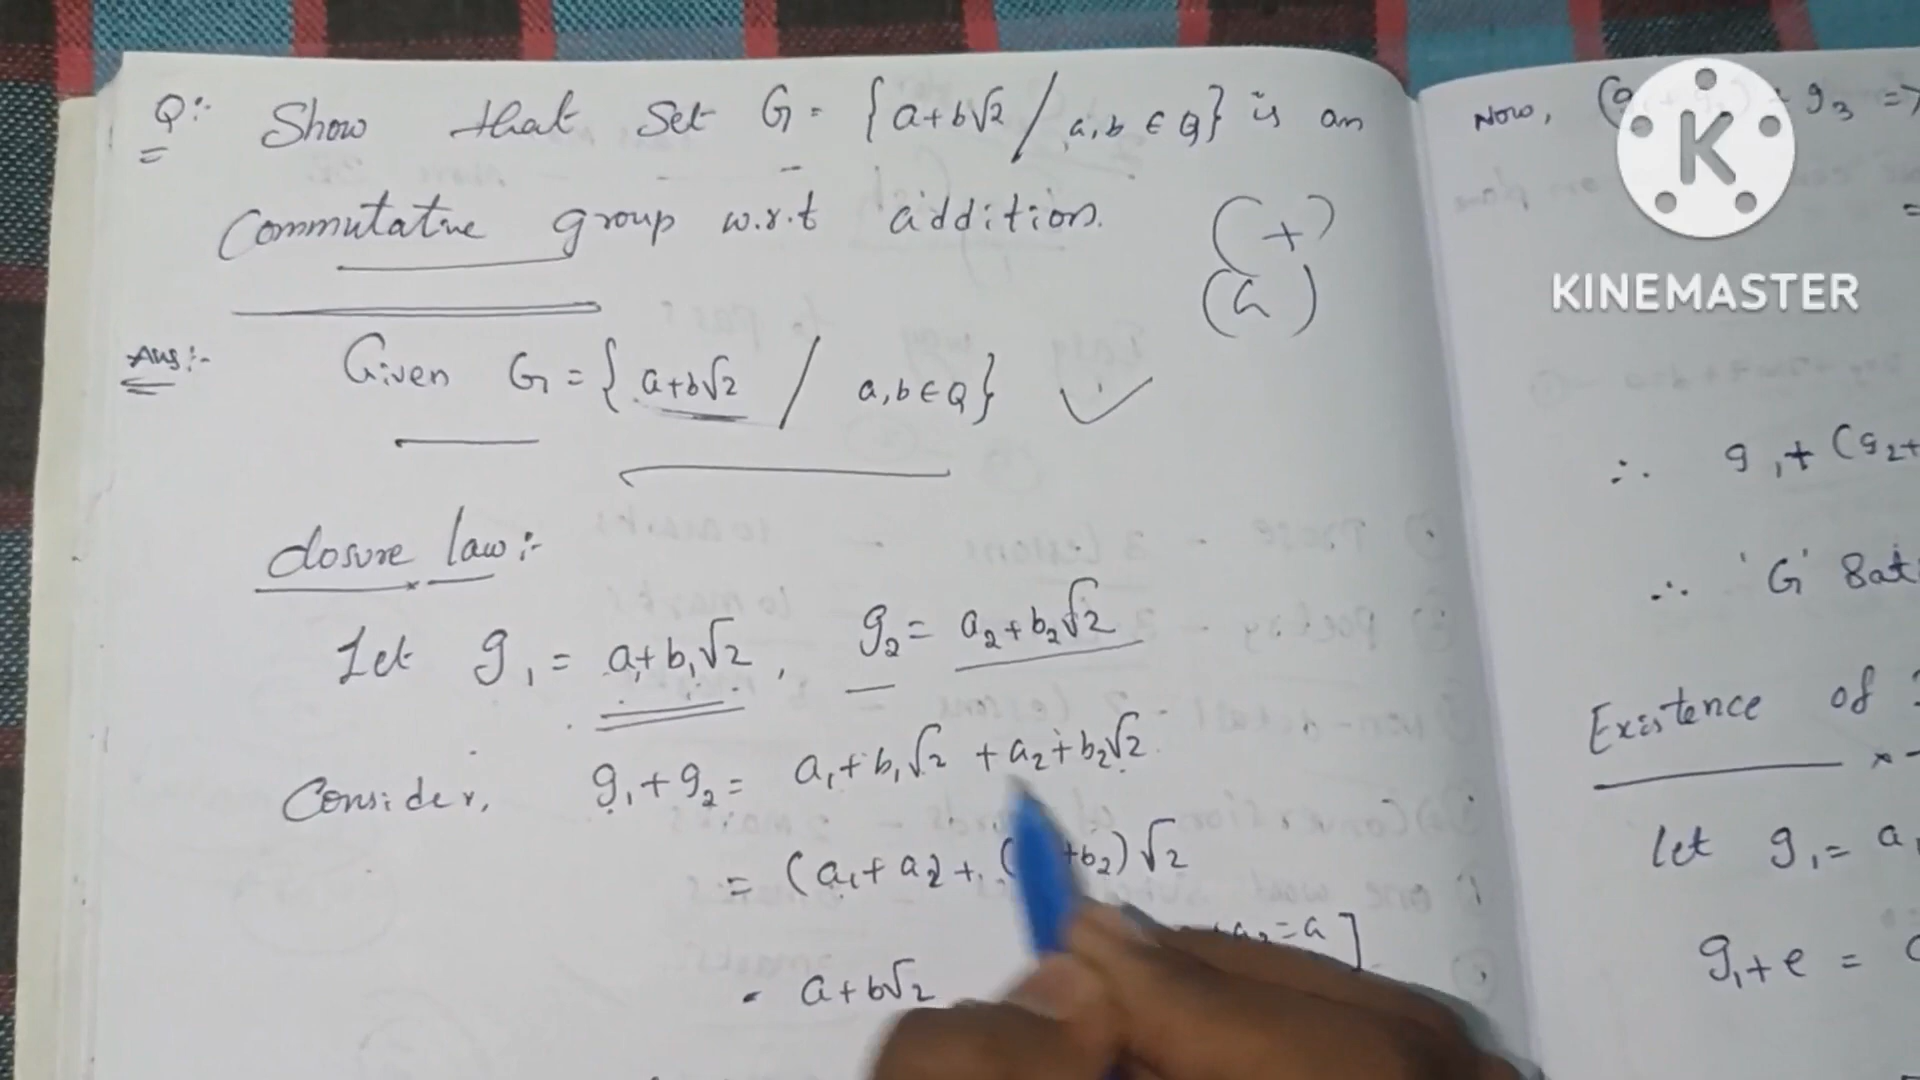 Q:- Show that set G = {a+b√2 / a,b ∈ Q} is an
commutative group w.r.t addition. (+)
(a)
Ans:- Given G = {a+b√2 / a,b ∈ Q}
closure law:-
Let g₁ = a₁+b₁√2, g₂ = a₂+b₂√2
Consider, g₁+g₂ = a₁+b₁√2 +a₂+b₂√2
= (a₁+a₂)+( +b₂)√2
= a+b√2 +a₂=a]
Now, + g₃ =>
=
∴ g₁+(g₂+
∴ 'G' Sat
Existence of
let g₁= a
g₁+e =
K
KINEMASTER